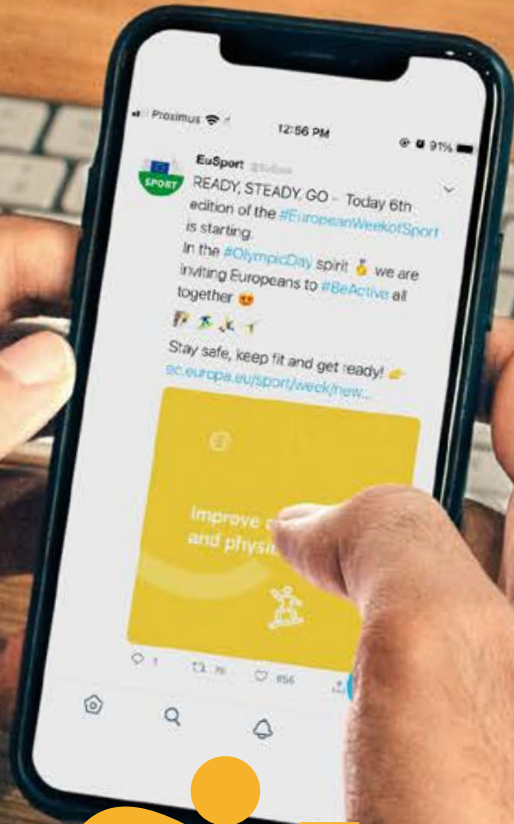 Proximus
12:56 PM
91%
EuSport
SPORT
READY, STEADY, GO - Today 6th
edition of the #EuropeanWeekofSport
is starting.
In the #OlympicDay spirit 🏅 we are
inviting Europeans to #BeActive all
together 😍
Stay safe, keep fit and get ready! 👉
ec.europa.eu/sport/week/new...
Improve
and physi
1 76 656